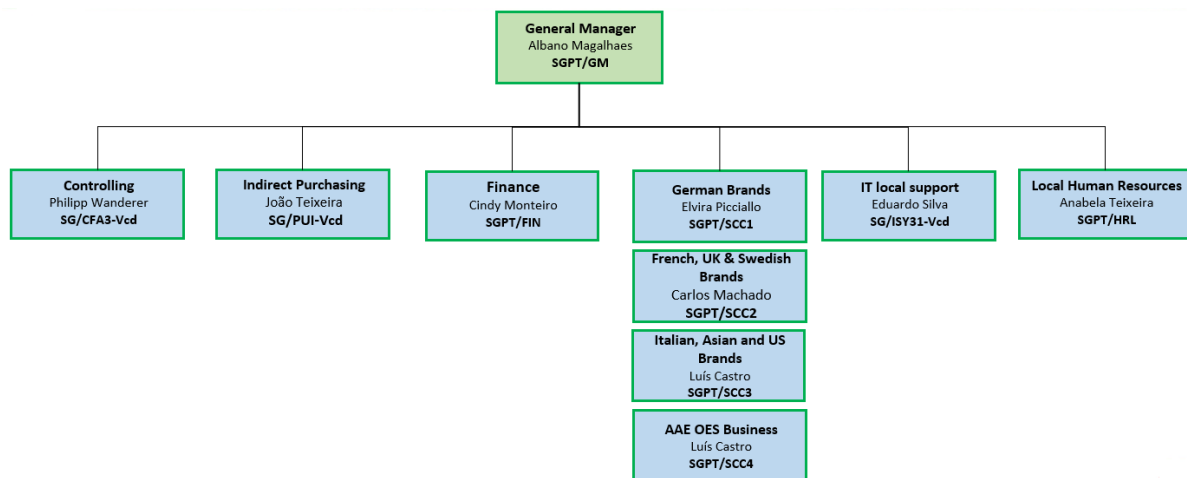 General Manager
Albano Magalhaes
SGPT/GM
Controlling
Philipp Wanderer
SG/CFA3-Vcd
Indirect Purchasing
João Teixeira
SG/PUI-Vcd
Finance
Cindy Monteiro
SGPT/FIN
German Brands
Elvira Picciallo
SGPT/SCC1
IT local support
Eduardo Silva
SG/ISY31-Vcd
Local Human Resources
Anabela Teixeira
SGPT/HRL
French, UK & Swedish
Brands
Carlos Machado
SGPT/SCC2
Italian, Asian and US
Brands
Luís Castro
SGPT/SCC3
AAE OES Business
Luís Castro
SGPT/SCC4